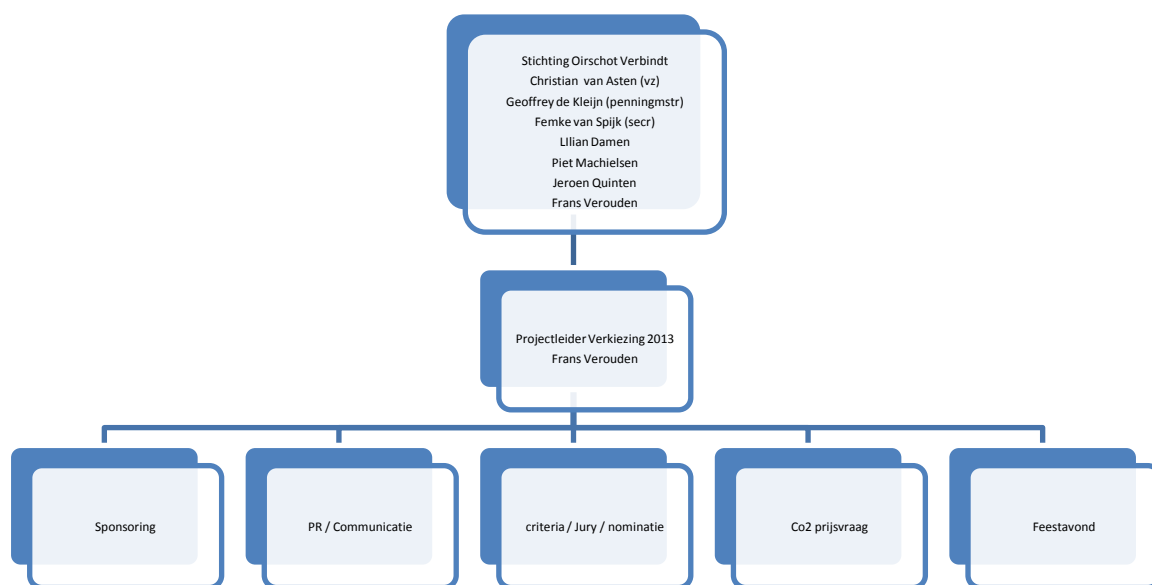 Stichting Oirschot Verbindt
Christian van Asten (vz)
Geoffrey de Kleijn (penningmstr)
Femke van Spijk (secr)
LIlian Damen
Piet Machielsen
Jeroen Quinten
Frans Verouden
Projectleider Verkiezing 2013
Frans Verouden
Sponsoring
PR / Communicatie
criteria / Jury / nominatie
Co2 prijsvraag
Feestavond